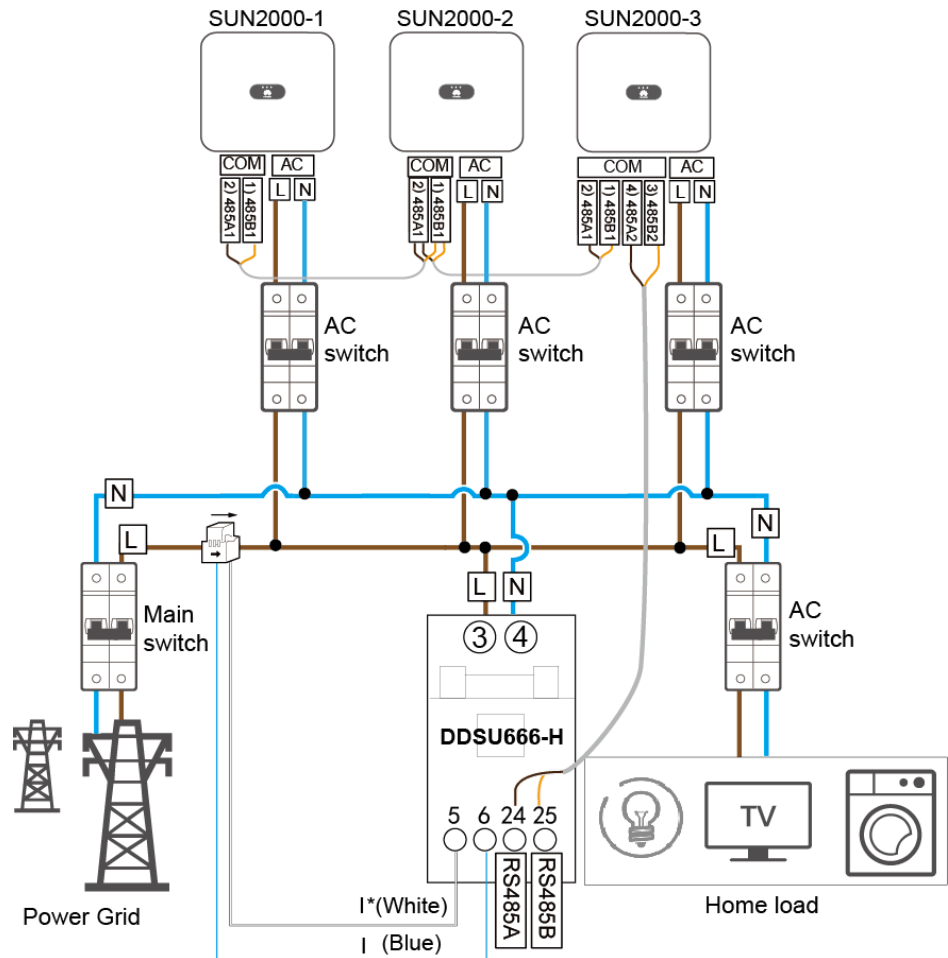 SUN2000-1
SUN2000-2
SUN2000-3
COM
AC
2) 485A1
1) 485B1
L
N
COM
AC
2) 485A1
1) 485B1
L
N
COM
AC
2) 485A1
1) 485B1
4) 485A2
3) 485B2
L
N
AC
switch
AC
switch
AC
switch
N
L
L
N
L
N
Main
switch
3
4
AC
switch
DDSU666-H
5
6
24
25
RS485A
RS485B
TV
I*(White)
I (Blue)
Power Grid
Home load